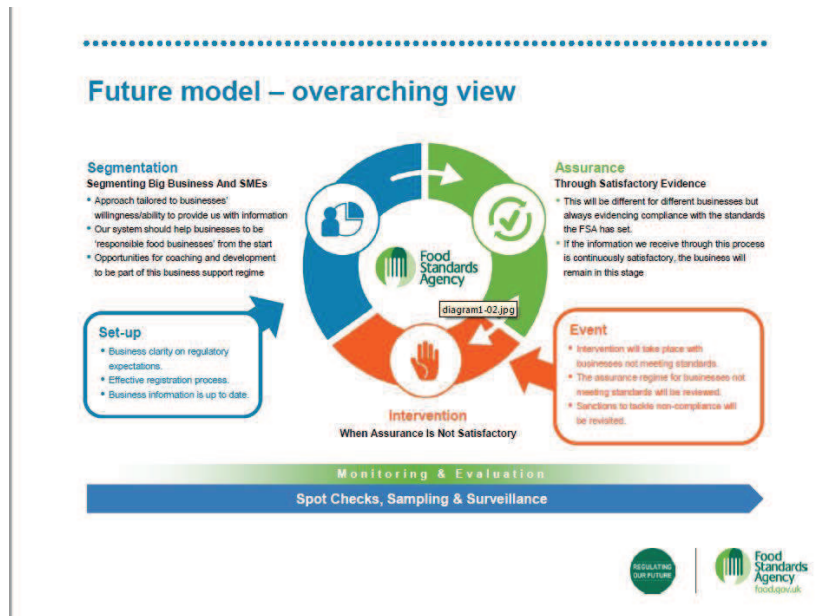 Future model – overarching view
Segmentation
Segmenting Big Business And SMEs
• Approach tailored to businesses'
willingness/ability to provide us with information
• Our system should help businesses to be
'responsible food businesses' from the start
• Opportunities for coaching and development
to be part of this business support regime
Assurance
Through Satisfactory Evidence
• This will be different for different businesses but
always evidencing compliance with the standards
the FSA has set.
• If the information we receive through this process
is continuously satisfactory, the business will
remain in this stage
Food
Standards
Agency
diagram1-02.jpg
Set-up
• Business clarity on regulatory
expectations.
• Effective registration process.
• Business information is up to date.
Event
• Intervention will take place with
businesses not meeting standards.
• The assurance regime for businesses not
meeting standards will be reviewed.
• Sanctions to tackle non-compliance will
be revisited.
Intervention
When Assurance Is Not Satisfactory
Monitoring & Evaluation
Spot Checks, Sampling & Surveillance
REGULATING
OUR FUTURE
Food
Standards
Agency
food.gov.uk